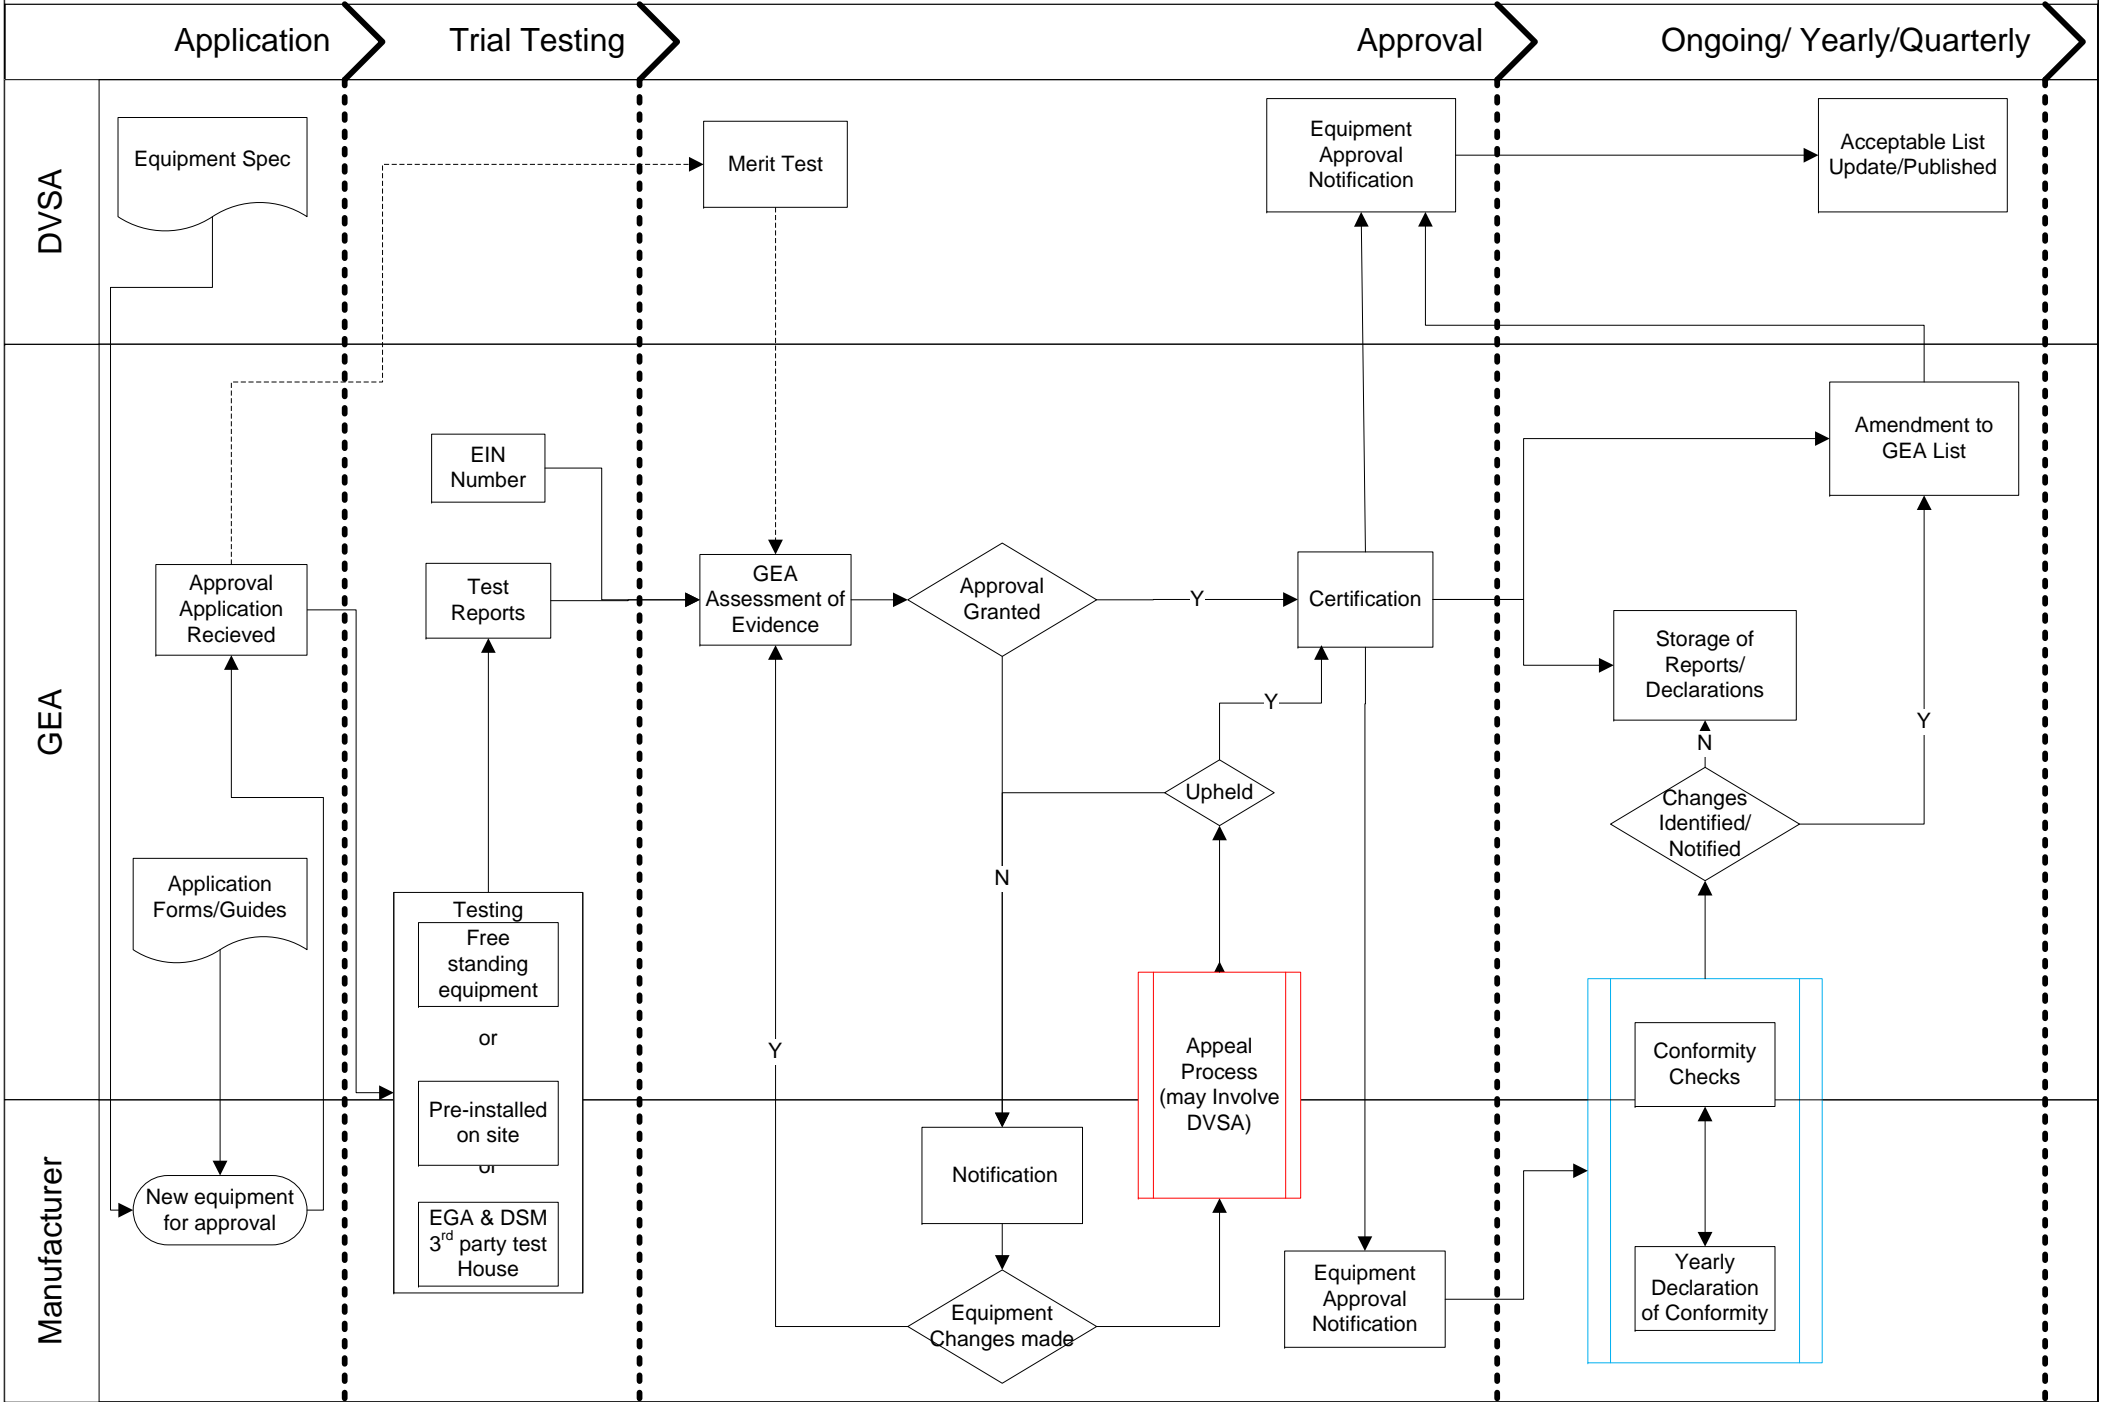 Application
Trial Testing
Approval
Ongoing/ Yearly/Quarterly
DVSA
Equipment Spec
Merit Test
Equipment
Approval
Notification
Acceptable List
Update/Published
GEA
EIN
Number
Amendment to
GEA List
Approval
Application
Recieved
Test
Reports
GEA
Assessment of
Evidence
Approval
Granted
Y
Certification
Storage of
Reports/
Declarations
Y
Upheld
N
Y
Changes
Identified/
Notified
Application
Forms/Guides
N
Testing
Free
standing
equipment
or
Y
Appeal
Process
(may Involve
DVSA)
Conformity
Checks
Manufacturer
Pre-installed
on site
or
New equipment
for approval
EGA & DSM
3rd party test
House
Notification
Equipment
Changes made
Equipment
Approval
Notification
Yearly
Declaration
of Conformity